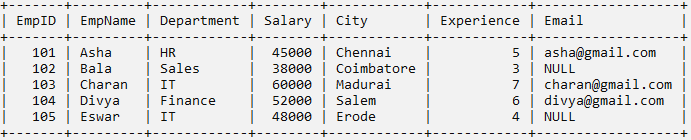 +-------+---------+------------+--------+------------+------------+------------------+
| EmpID | EmpName | Department | Salary | City       | Experience | Email            |
+-------+---------+------------+--------+------------+------------+------------------+
|   101 | Asha    | HR         |  45000 | Chennai    |          5 | asha@gmail.com   |
|   102 | Bala    | Sales      |  38000 | Coimbatore |          3 | NULL             |
|   103 | Charan  | IT         |  60000 | Madurai    |          7 | charan@gmail.com |
|   104 | Divya   | Finance    |  52000 | Salem      |          6 | divya@gmail.com  |
|   105 | Eswar   | IT         |  48000 | Erode      |          4 | NULL             |
+-------+---------+------------+--------+------------+------------+------------------+